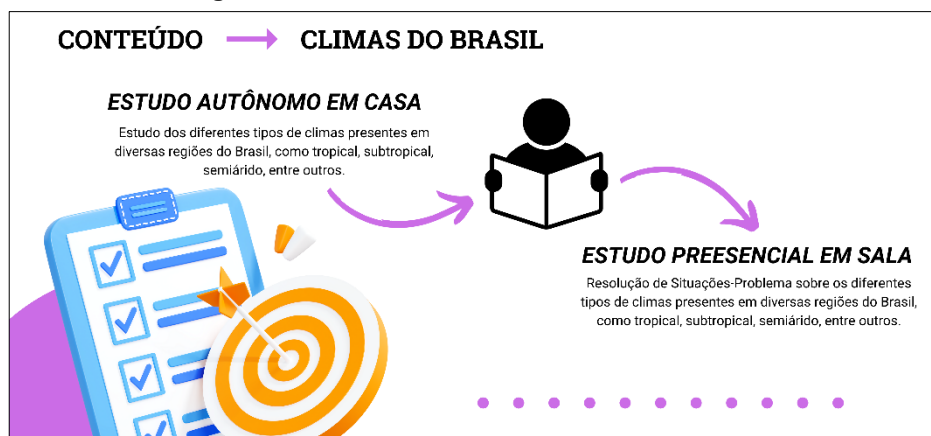 CONTEÚDO → CLIMAS DO BRASIL
ESTUDO AUTÔNOMO EM CASA
Estudo dos diferentes tipos de climas presentes em
diversas regiões do Brasil, como tropical, subtropical,
semiárido, entre outros.
ESTUDO PREESENCIAL EM SALA
Resolução de Situações-Problema sobre os diferentes
tipos de climas presentes em diversas regiões do Brasil,
como tropical, subtropical, semiárido, entre outros.